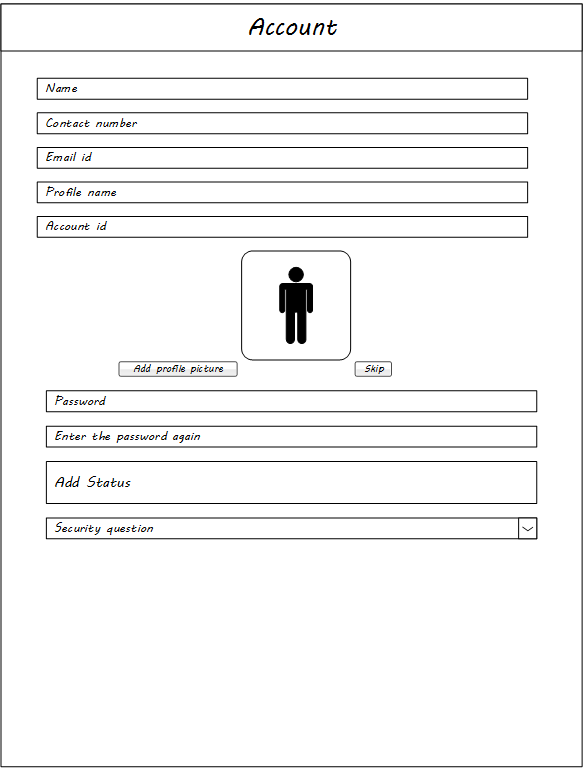 Account
Name
Contact number
Email id
Profile name
Account id
Add profile picture
Skip
Password
Enter the password again
Add Status
Security question